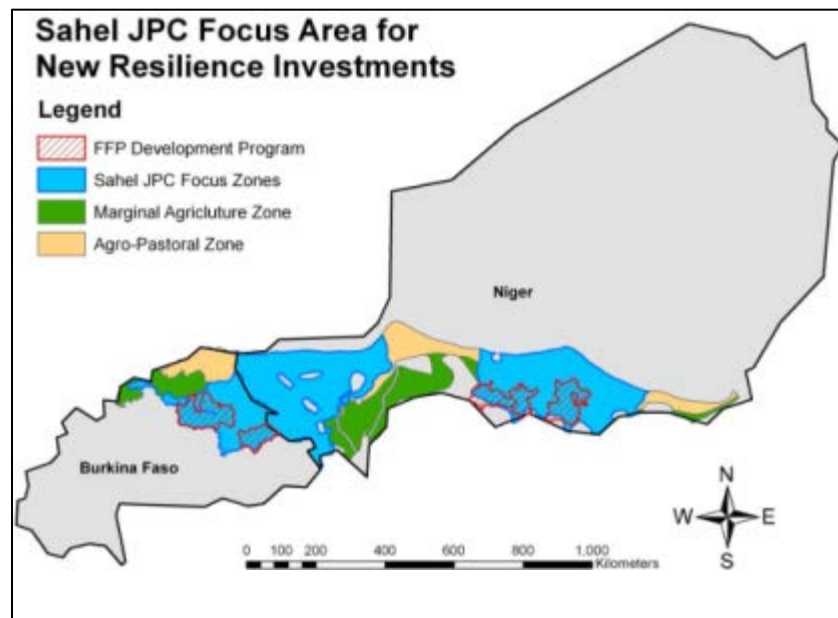 Sahel JPC Focus Area for
New Resilience Investments
Legend
FFP Development Program
Sahel JPC Focus Zones
Marginal Agricluture Zone
Agro-Pastoral Zone
Niger
Burkina Faso
N
W E
S
0 100 200 400 600 800 1,000
Kilometers